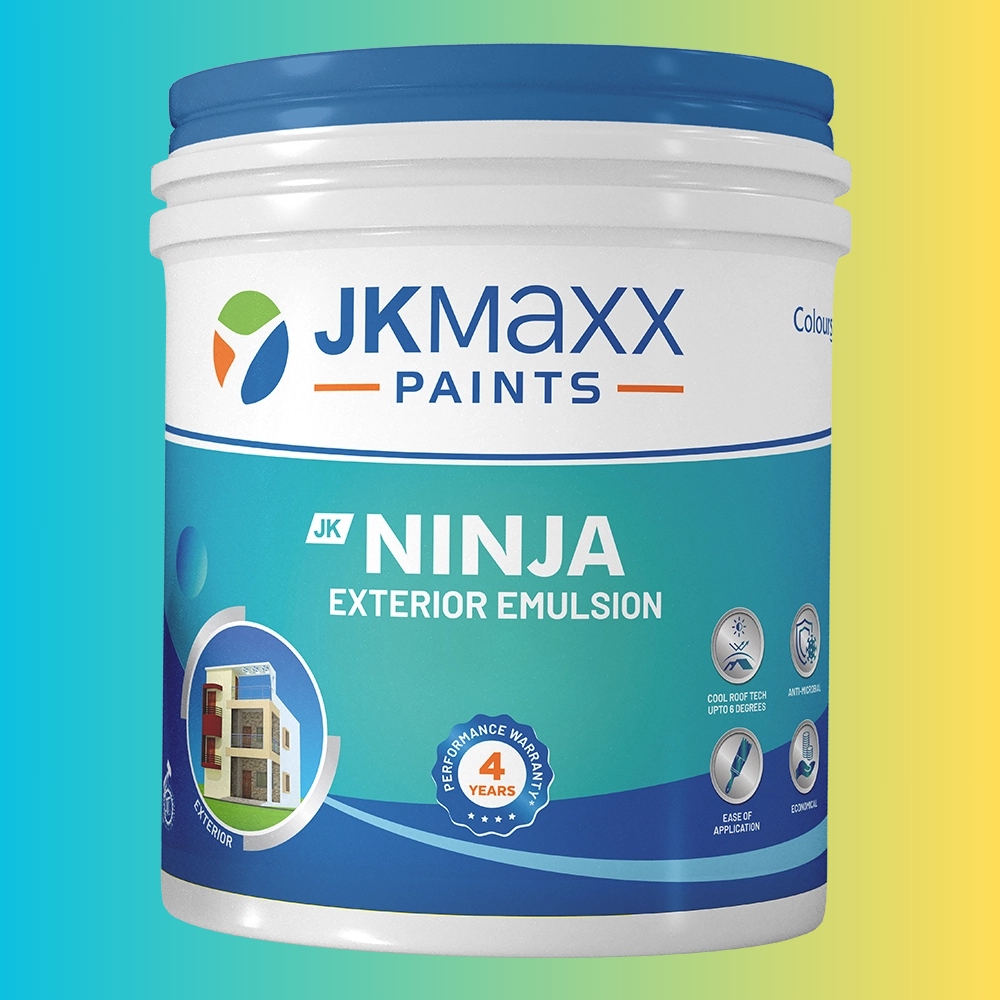 JKMaxx
PAINTS
Colours
JK NINJA
EXTERIOR EMULSION
COOL ROOF TECH
UPTO 6 DEGREES
ANTI-MICROBIAL
EASE OF
APPLICATION
ECONOMICAL
PERFORMANCE WARRANTY*
4
YEARS
EXTERIOR